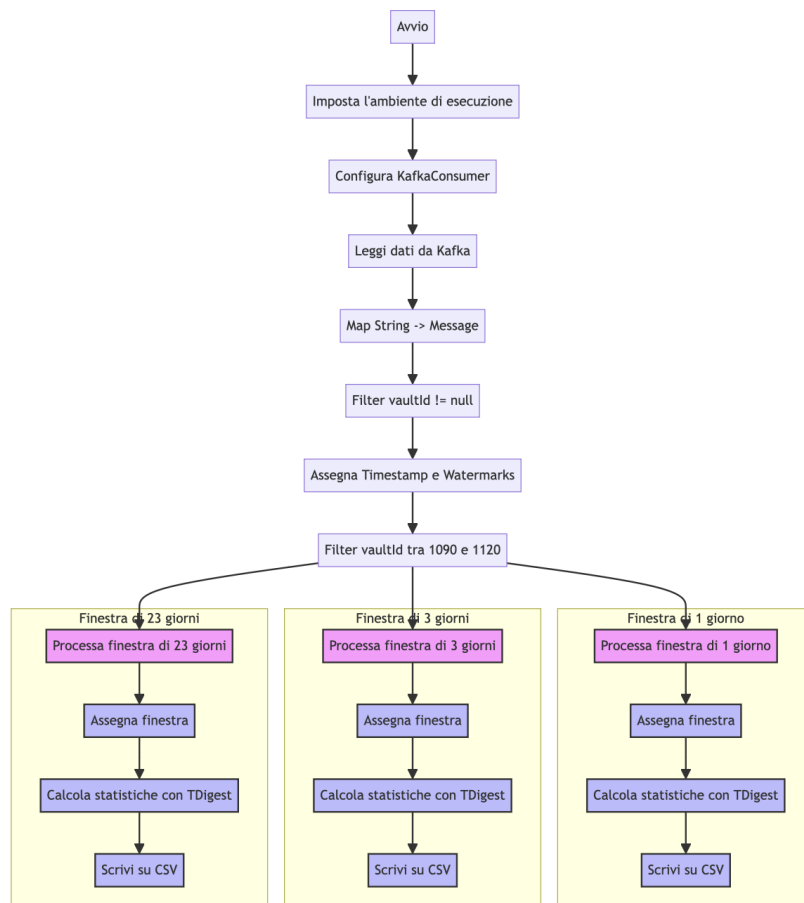 Avvio
Imposta l'ambiente di esecuzione
Configura KafkaConsumer
Leggi dati da Kafka
Map String -> Message
Filter vaultId != null
Assegna Timestamp e Watermarks
Filter vaultId tra 1090 e 1120
Finestra di 23 giorni
Processa finestra di 23 giorni
Assegna finestra
Calcola statistiche con TDigest
Scrivi su CSV
Finestra di 3 giorni
Processa finestra di 3 giorni
Assegna finestra
Calcola statistiche con TDigest
Scrivi su CSV
Finestra di 1 giorno
Processa finestra di 1 giorno
Assegna finestra
Calcola statistiche con TDigest
Scrivi su CSV